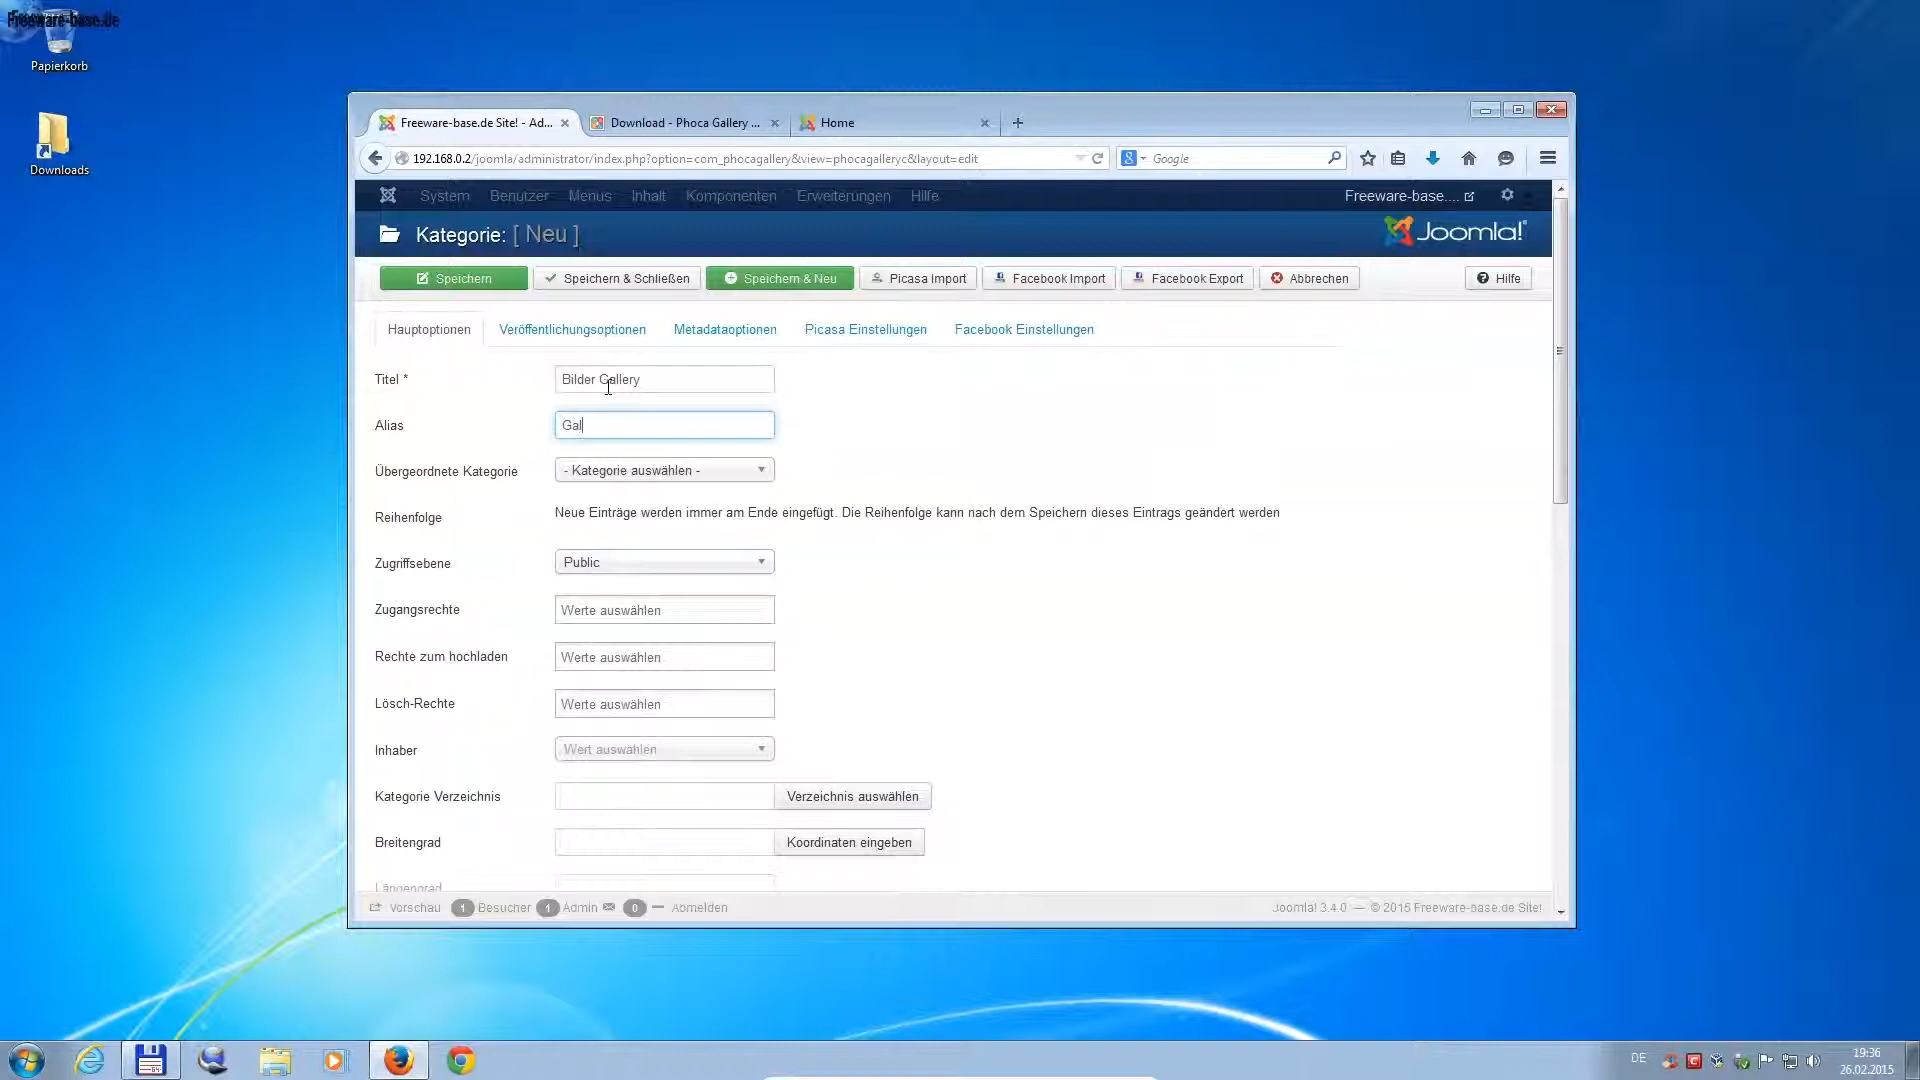 Freeware-base.de
Papierkorb
Downloads
Freeware-base.de Site! - Ad...
Download - Phoca Gallery ...
Home
192.168.0.2/joomla/administrator/index.php?option=com_phocagallery&view=phocagalleryc&layout=edit
Google
System Benutzer Menüs Inhalt Komponenten Erweiterungen Hilfe
Freeware-base....
Kategorie: [ Neu ]
Joomla!
Speichern
Speichern & Schließen
Speichern & Neu
Picasa Import
Facebook Import
Facebook Export
Abbrechen
Hilfe
Hauptoptionen
Veröffentlichungsoptionen
Metadataoptionen
Picasa Einstellungen
Facebook Einstellungen
Titel *
Bilder Gallery
Alias
Gal
Übergeordnete Kategorie
- Kategorie auswählen -
Reihenfolge
Neue Einträge werden immer am Ende eingefügt. Die Reihenfolge kann nach dem Speichern dieses Eintrags geändert werden
Zugriffsebene
Public
Zugangsrechte
Werte auswählen
Rechte zum hochladen
Werte auswählen
Lösch-Rechte
Werte auswählen
Inhaber
Wert auswählen
Kategorie Verzeichnis
Verzeichnis auswählen
Breitengrad
Koordinaten eingeben
Längengrad
Vorschau 1 Besucher 1 Admin 0 Abmelden
Joomla! 3.4.0 — © 2015 Freeware-base.de Site!
DE
19:36
26.02.2015